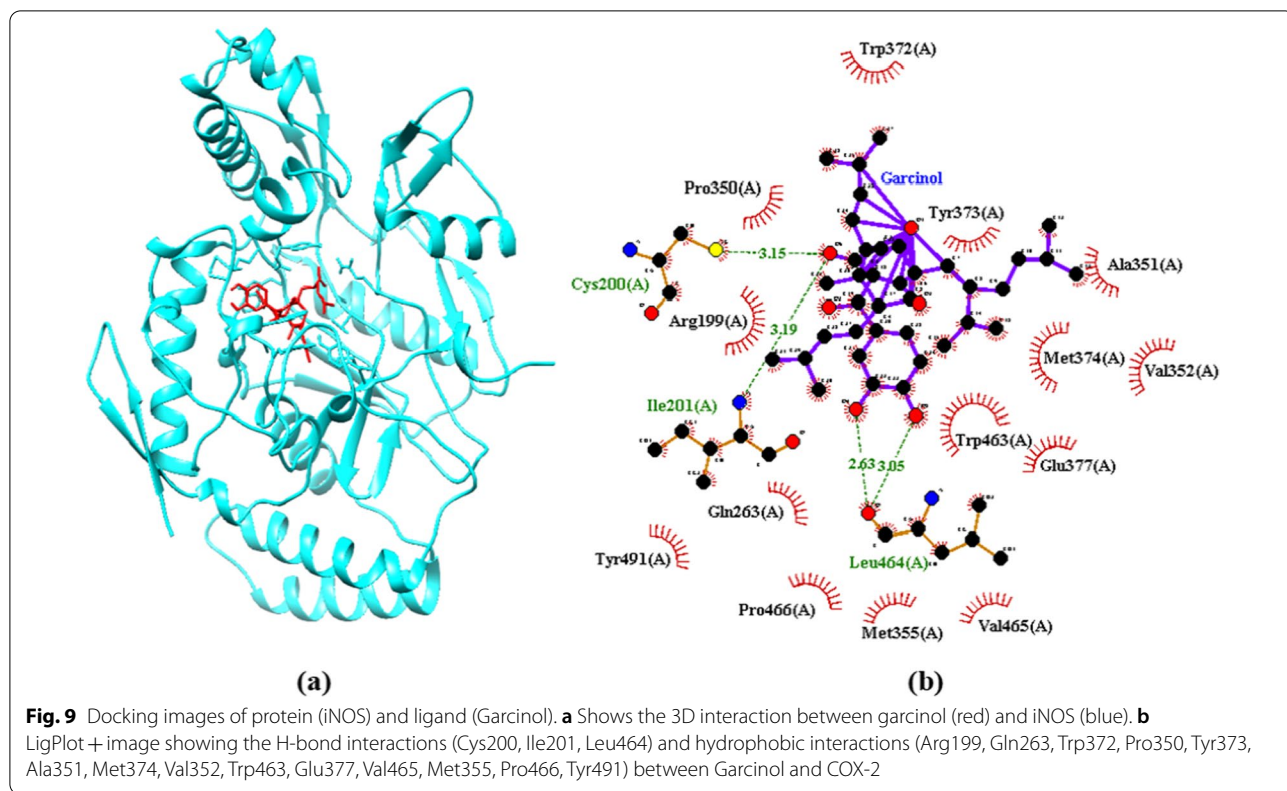 Trp372(A)
Garcinol
Pro350(A)
Tyr373(A)
3.15
Ala351(A)
Cys200(A)
Arg199(A)
3.19
Met374(A)
Val352(A)
Ile201(A)
Trp463(A)
2.63
3.05
Glu377(A)
Gln263(A)
Tyr491(A)
Leu464(A)
Pro466(A)
Met355(A)
Val465(A)
(a)
(b)
Fig. 9 Docking images of protein (iNOS) and ligand (Garcinol). a Shows the 3D interaction between garcinol (red) and iNOS (blue). b
LigPlot + image showing the H-bond interactions (Cys200, Ile201, Leu464) and hydrophobic interactions (Arg199, Gln263, Trp372, Pro350, Tyr373,
Ala351, Met374, Val352, Trp463, Glu377, Val465, Met355, Pro466, Tyr491) between Garcinol and COX-2